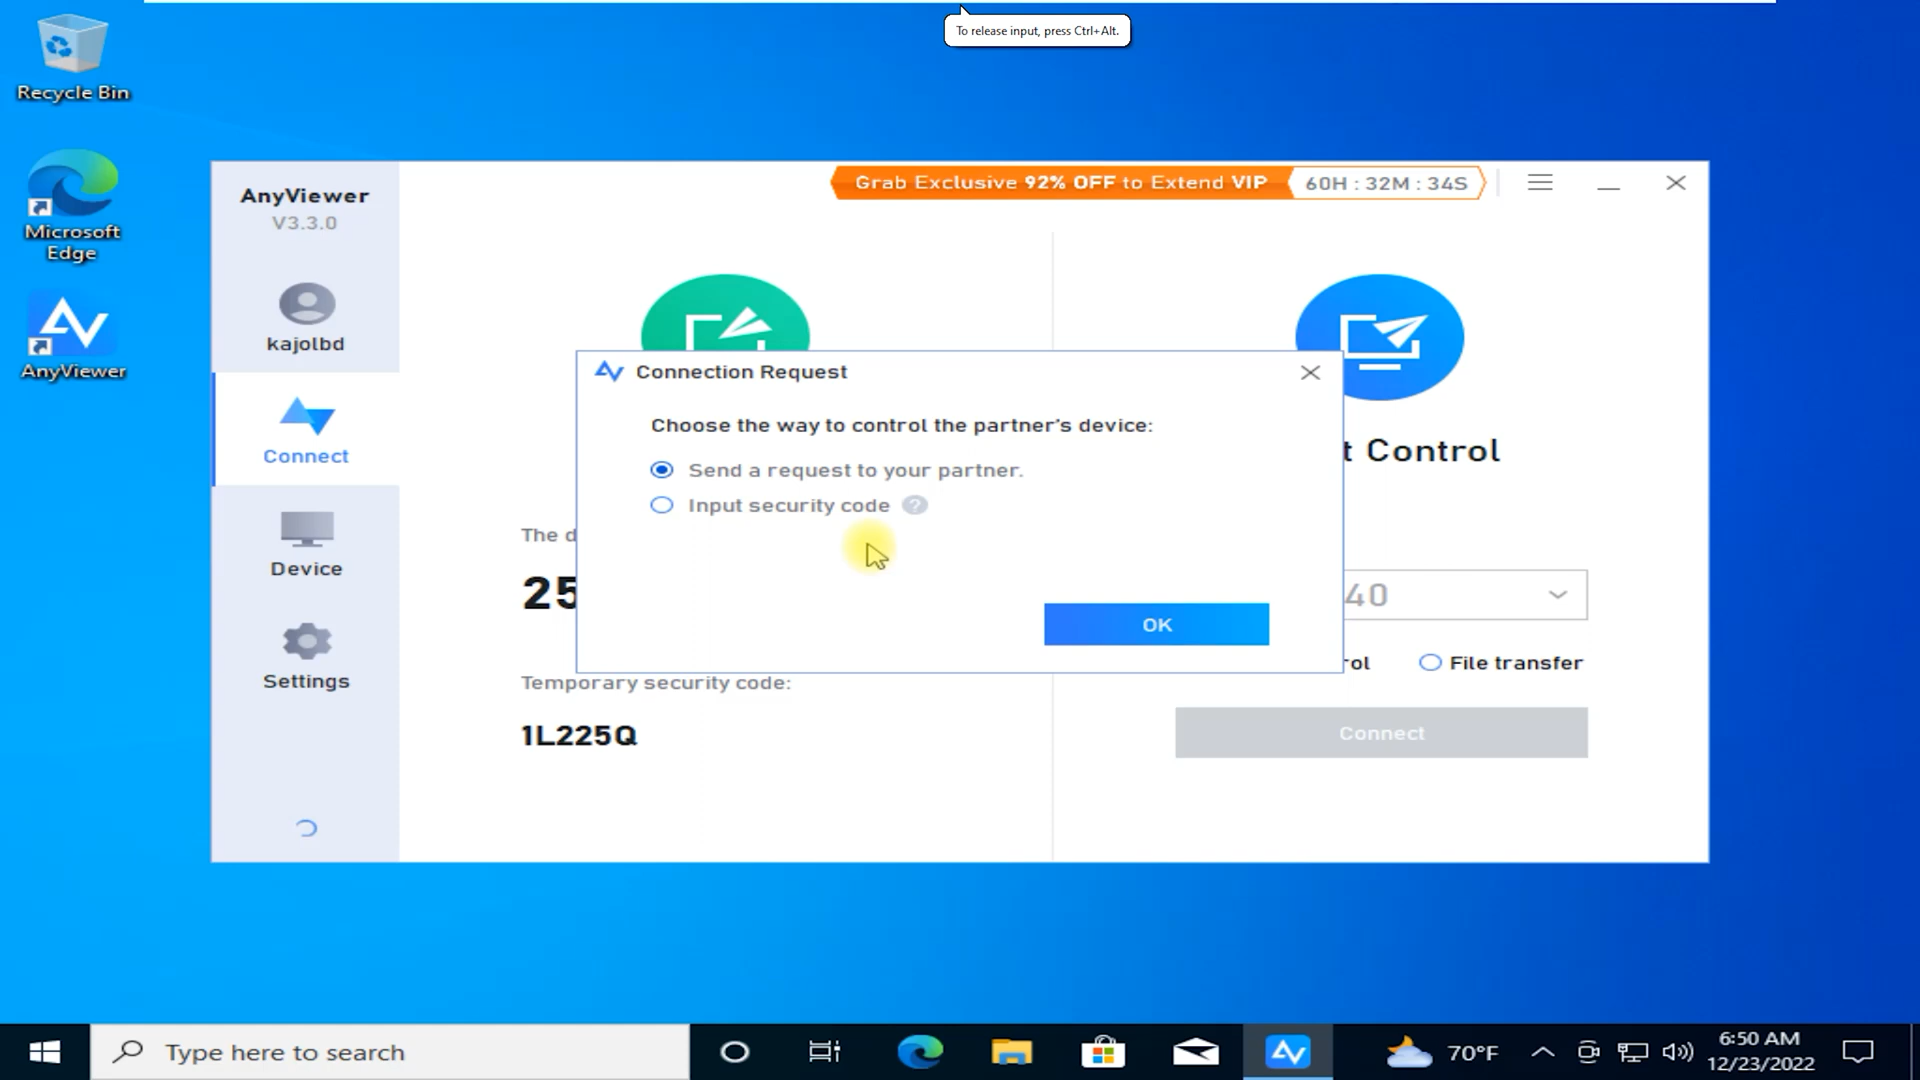 To release input, press Ctrl+Alt.
Recycle Bin
Microsoft
Edge
AnyViewer
AnyViewer
V3.3.0
Grab Exclusive 92% OFF to Extend VIP
60H : 32M : 34S
kajolbd
Connect
Device
Settings
Connection Request
Choose the way to control the partner's device:
Send a request to your partner.
Input security code ?
OK
The d
25
Temporary security code:
1L225Q
t Control
40
rol
File transfer
Connect
Type here to search
70°F
6:50 AM
12/23/2022